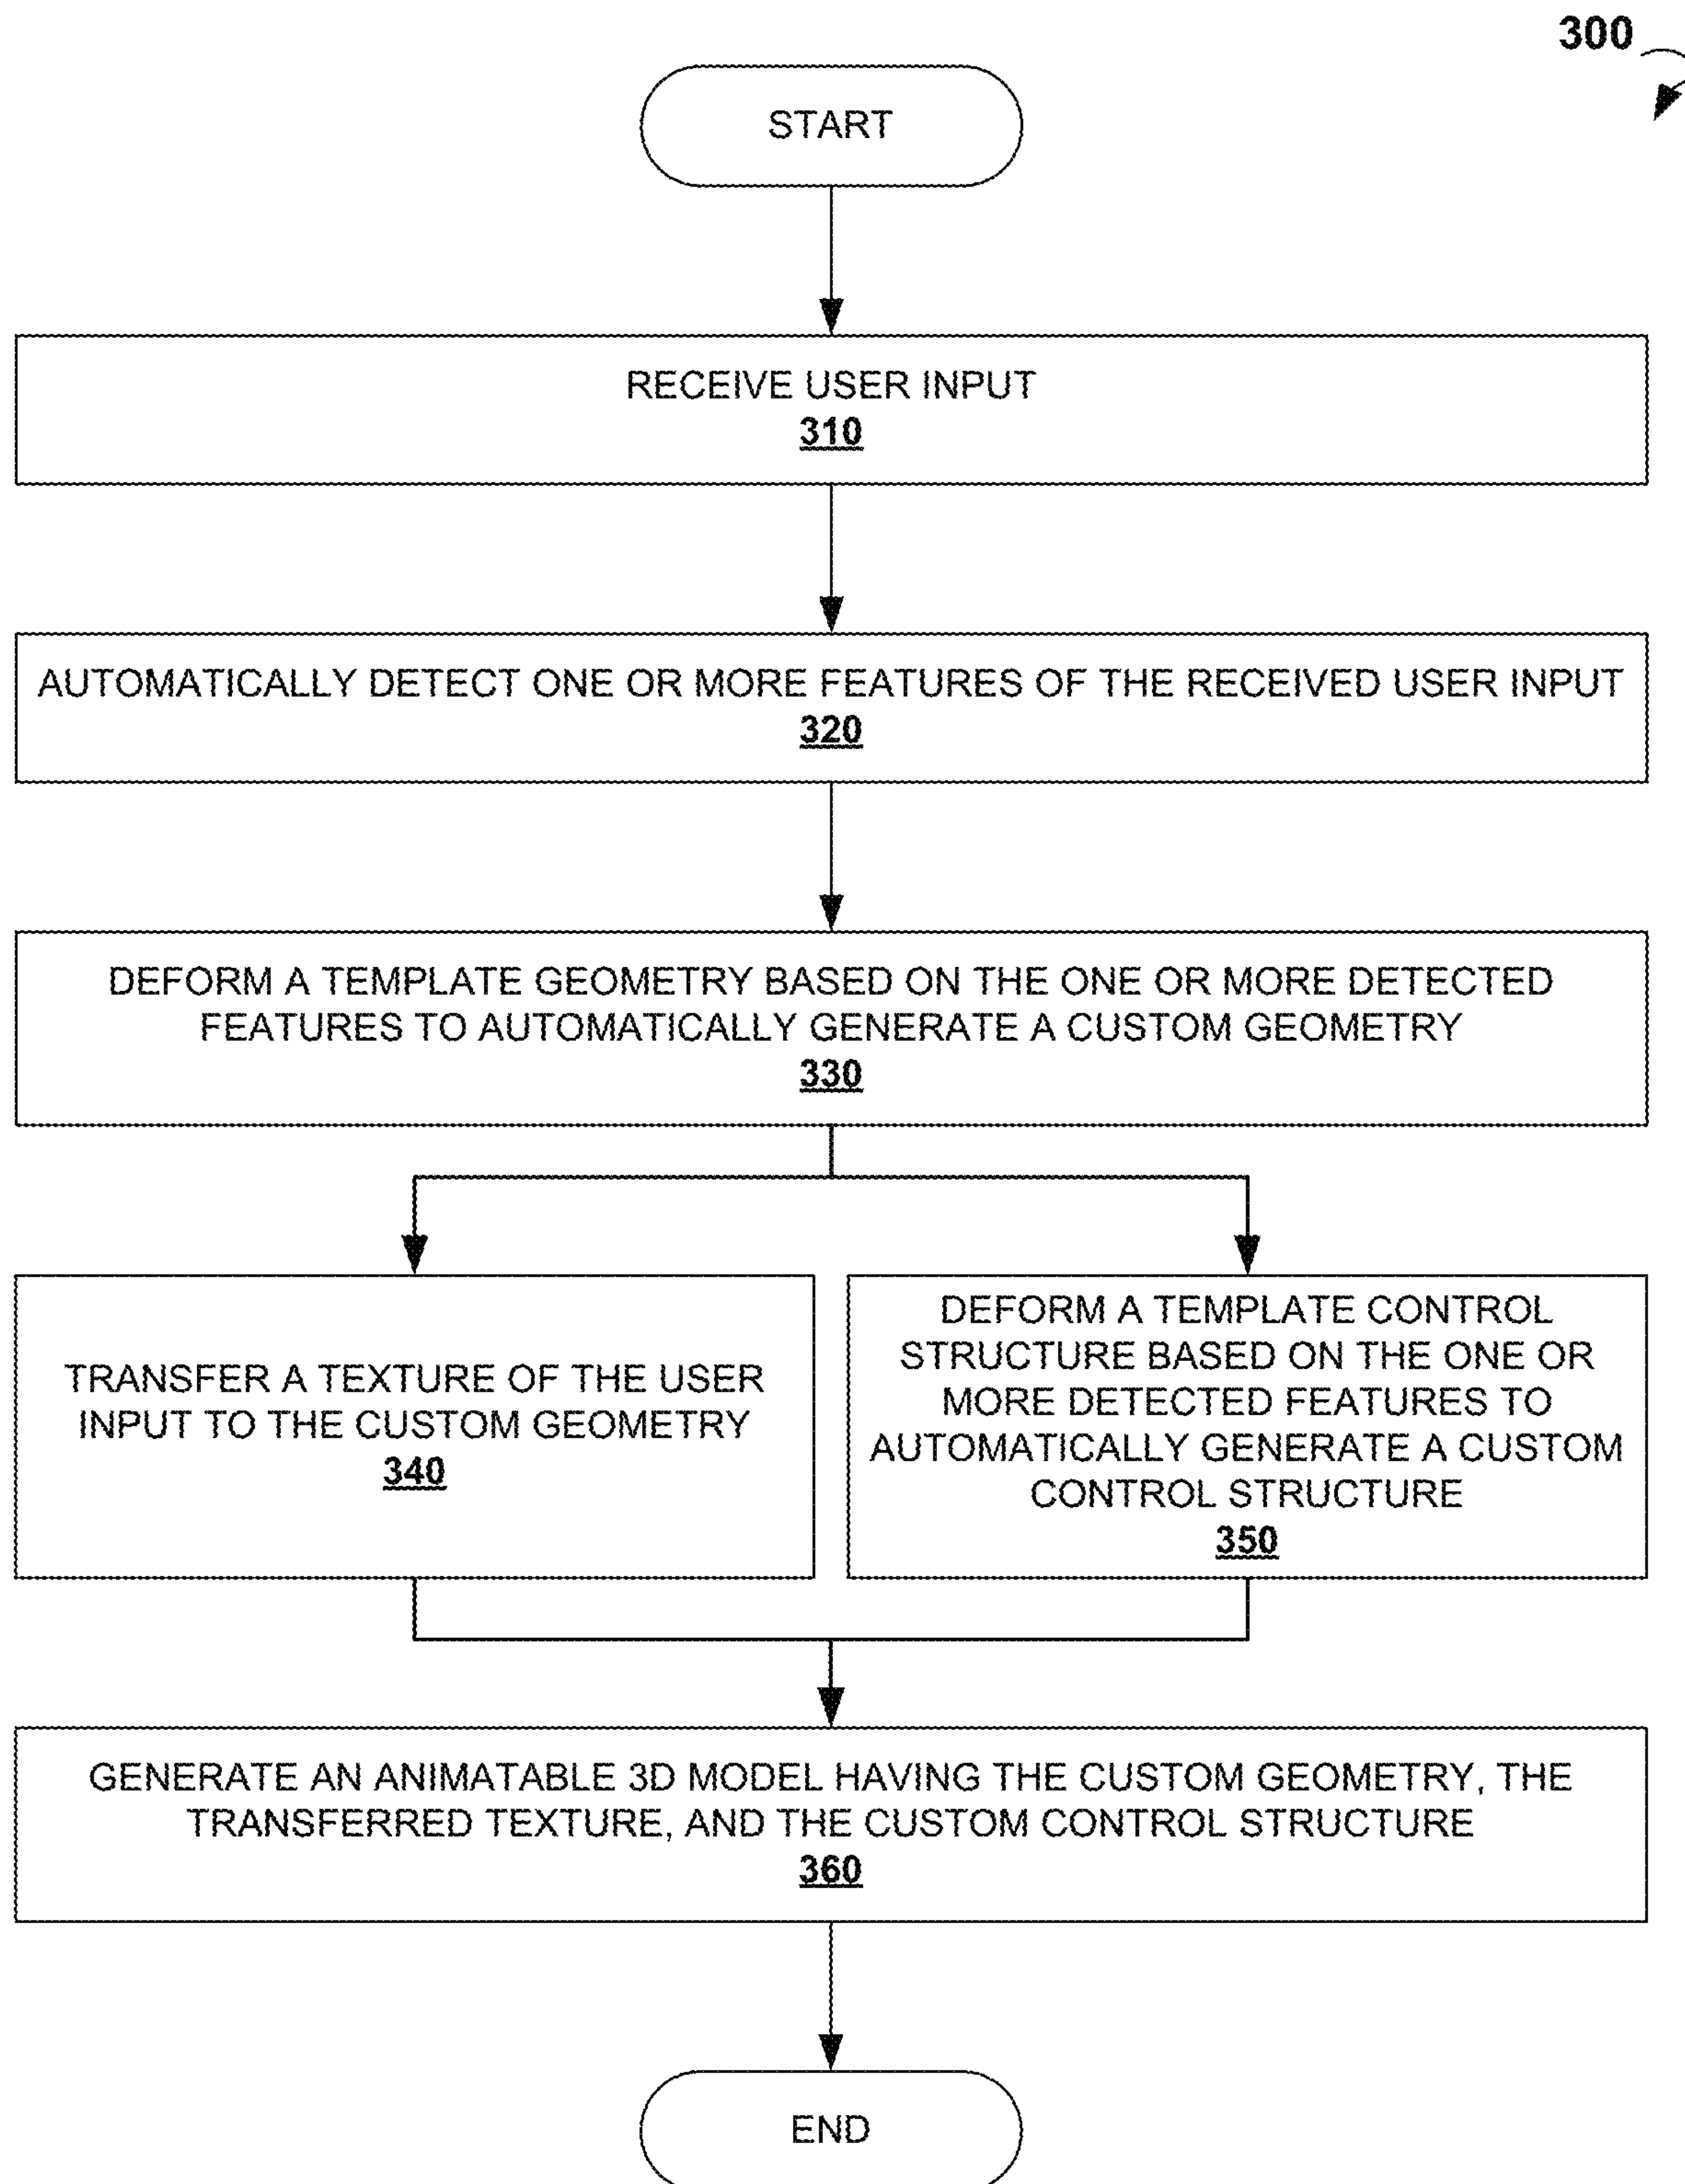 300
START
RECEIVE USER INPUT
310
AUTOMATICALLY DETECT ONE OR MORE FEATURES OF THE RECEIVED USER INPUT
320
DEFORM A TEMPLATE GEOMETRY BASED ON THE ONE OR MORE DETECTED
FEATURES TO AUTOMATICALLY GENERATE A CUSTOM GEOMETRY
330
TRANSFER A TEXTURE OF THE USER
INPUT TO THE CUSTOM GEOMETRY
340
DEFORM A TEMPLATE CONTROL
STRUCTURE BASED ON THE ONE OR
MORE DETECTED FEATURES TO
AUTOMATICALLY GENERATE A CUSTOM
CONTROL STRUCTURE
350
GENERATE AN ANIMATABLE 3D MODEL HAVING THE CUSTOM GEOMETRY, THE
TRANSFERRED TEXTURE, AND THE CUSTOM CONTROL STRUCTURE
360
END